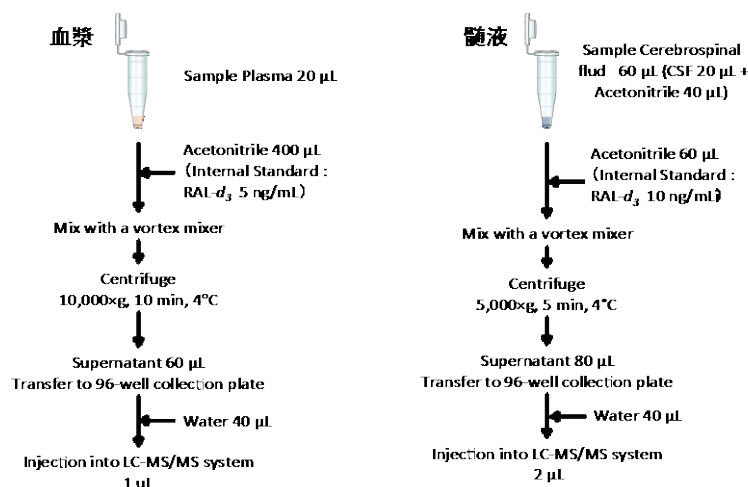 血漿
Sample Plasma 20 µL
Acetonitrile 400 µL
（Internal Standard :
RAL-d3 5 ng/mL）
Mix with a vortex mixer
Centrifuge
10,000×g, 10 min, 4°C
Supernatant 60 µL
Transfer to 96-well collection plate
Water 40 µL
Injection into LC-MS/MS system
1 µL
髄液
Sample Cerebrospinal
flud 60 µL (CSF 20 µL +
Acetonitrile 40 µL)
Acetonitrile 60 µL
（Internal Standard :
RAL-d3 10 ng/mL）
Mix with a vortex mixer
Centrifuge
5,000×g, 5 min, 4°C
Supernatant 80 µL
Transfer to 96-well collection plate
Water 40 µL
Injection into LC-MS/MS system
2 µL